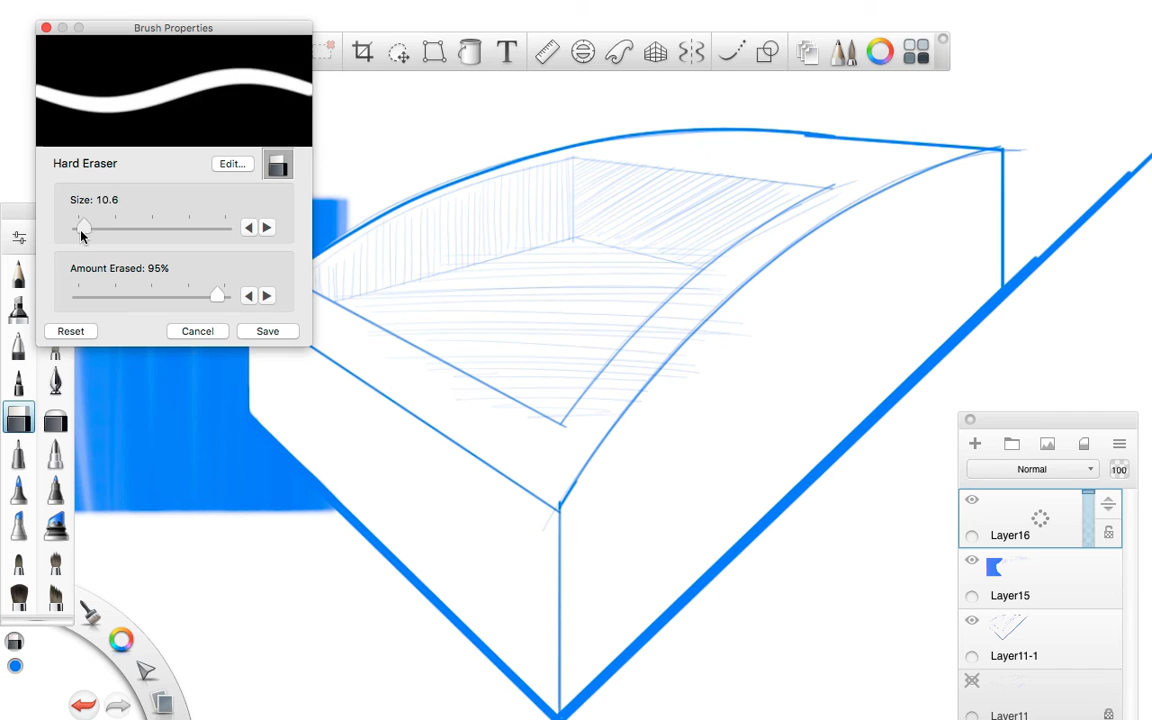 Brush Properties
T
Hard Eraser
Edit...
Size: 10.6
Amount Erased: 95%
Reset
Cancel
Save
Normal
100
Layer16
Layer15
Layer11-1
Layer11